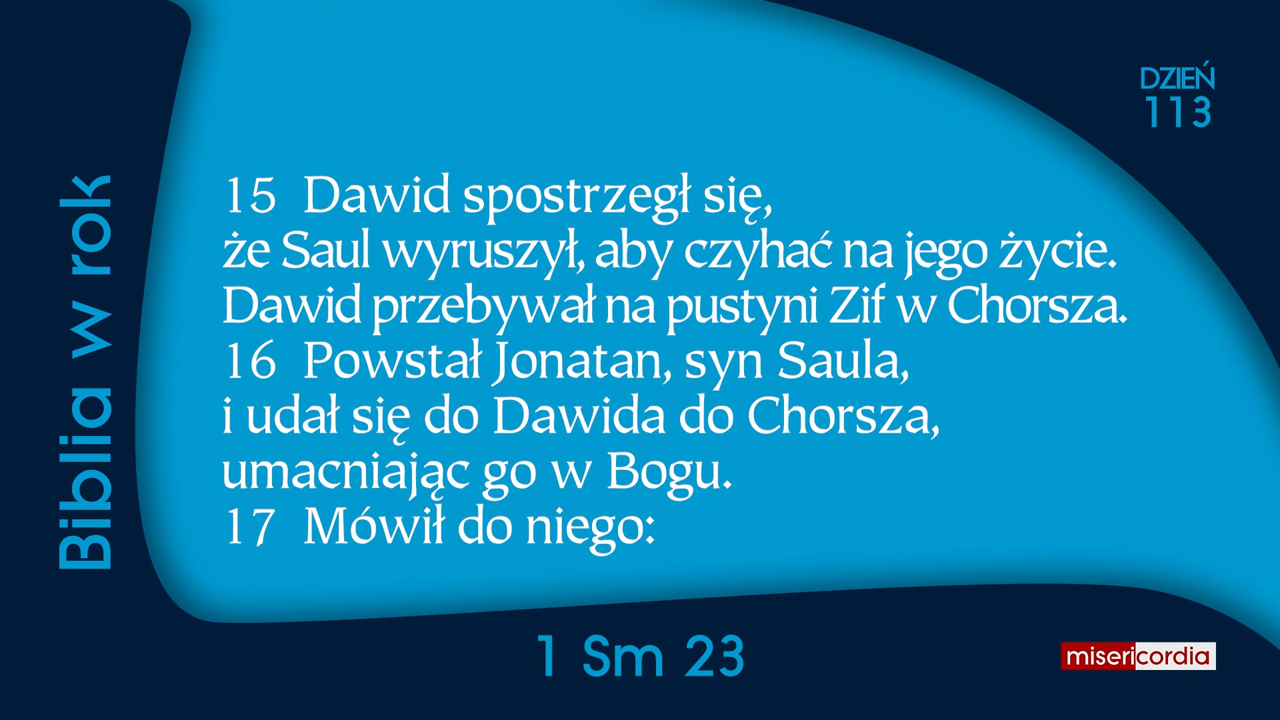 DZIEŃ
113
Biblia w rok
15 Dawid spostrzegł się,
że Saul wyruszył, aby czyhać na jego życie.
Dawid przebywał na pustyni Zif w Chorsza.
16 Powstał Jonatan, syn Saula,
i udał się do Dawida do Chorsza,
umacniając go w Bogu.
17 Mówił do niego:
1 Sm 23
misericordia